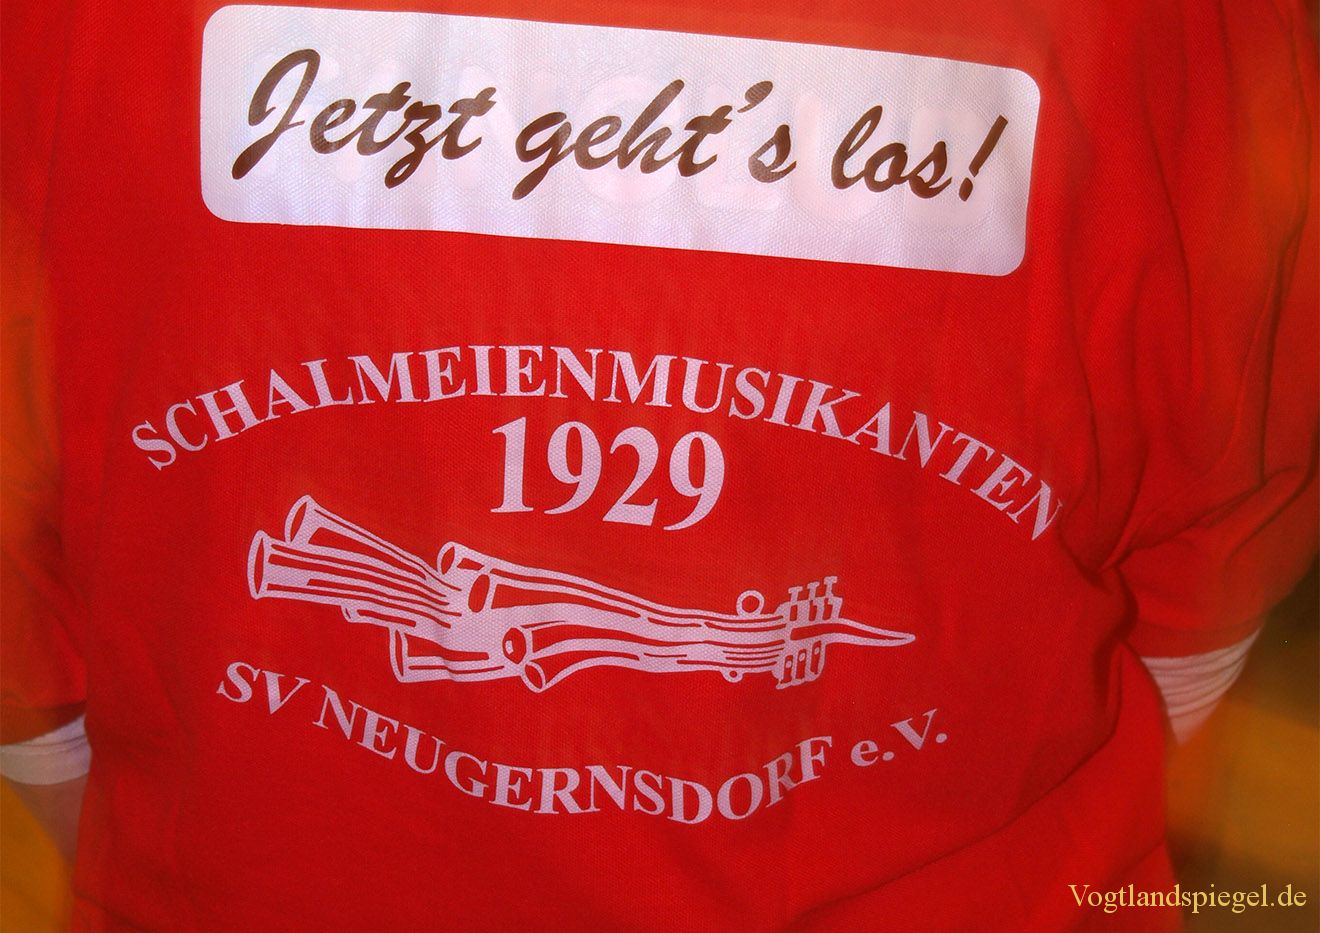 Jetzt geht's los!
SCHALMEIENMUSIKANTEN
1929
SV NEUGERNSDORF e.V.
Vogtlandspiegel.de